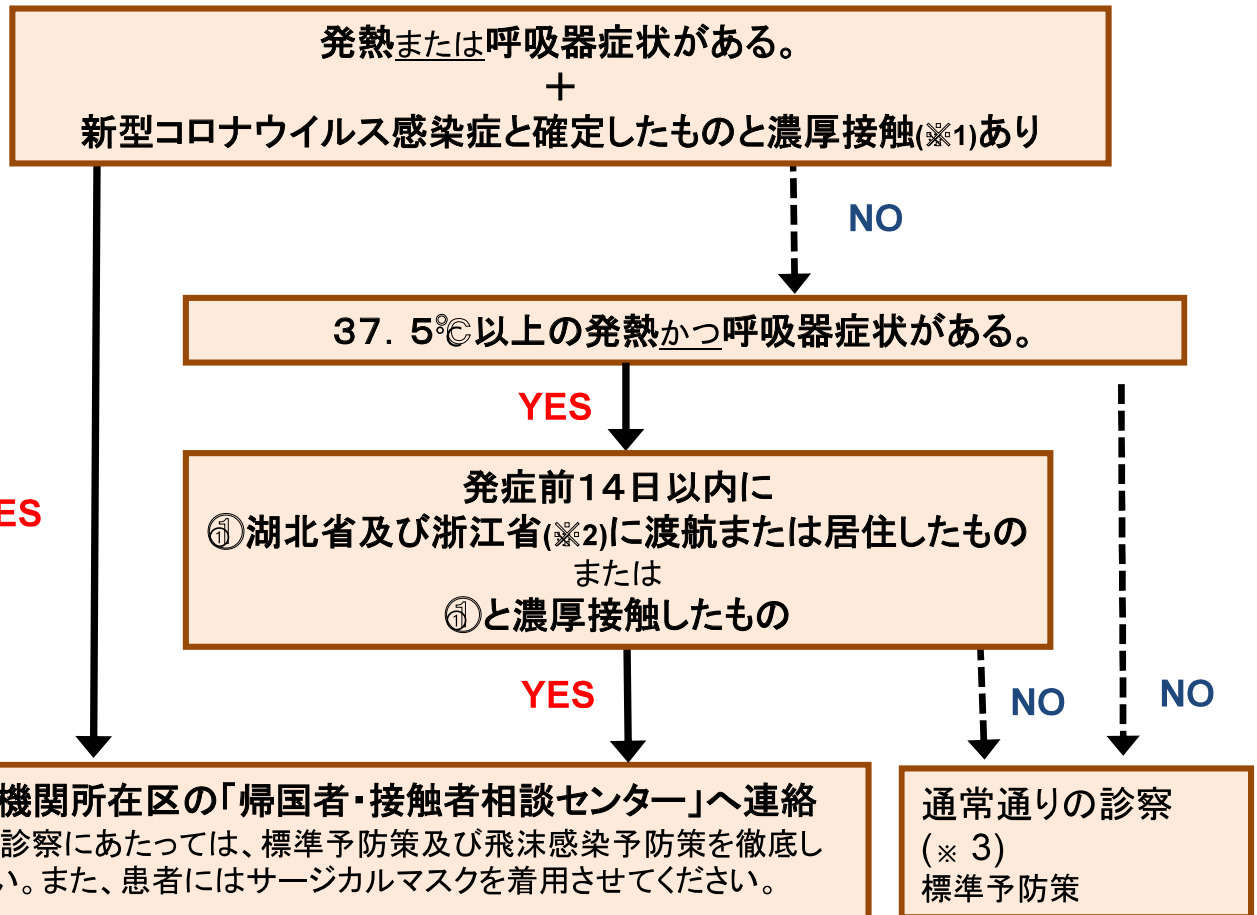 発熱または呼吸器症状がある。
＋
新型コロナウイルス感染症と確定したものと濃厚接触(※1)あり
NO
37．5℃以上の発熱かつ呼吸器症状がある。
YES
発症前14日以内に
①湖北省及び浙江省(※2)に渡航または居住したもの
または
①と濃厚接触したもの
ES
YES
NO
NO
機関所在区の「帰国者・接触者相談センター」へ連絡
診察にあたっては、標準予防策及び飛沫感染予防策を徹底し
い。また、患者にはサージカルマスクを着用させてください。
通常通りの診察
(※ 3)
標準予防策